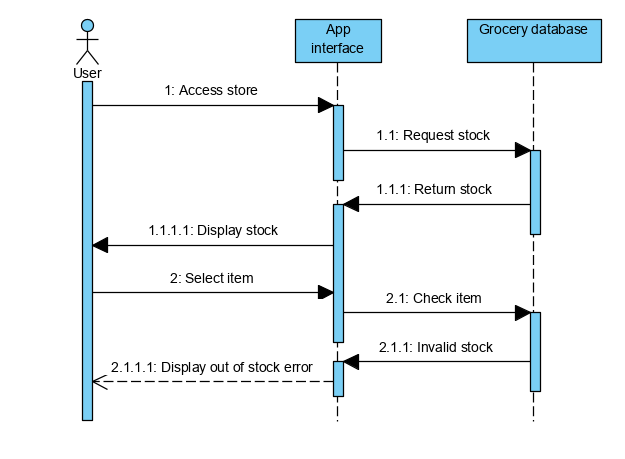 App
interface
Grocery database
User
1: Access store
1.1: Request stock
1.1.1: Return stock
1.1.1.1: Display stock
2: Select item
2.1: Check item
2.1.1: Invalid stock
2.1.1.1: Display out of stock error